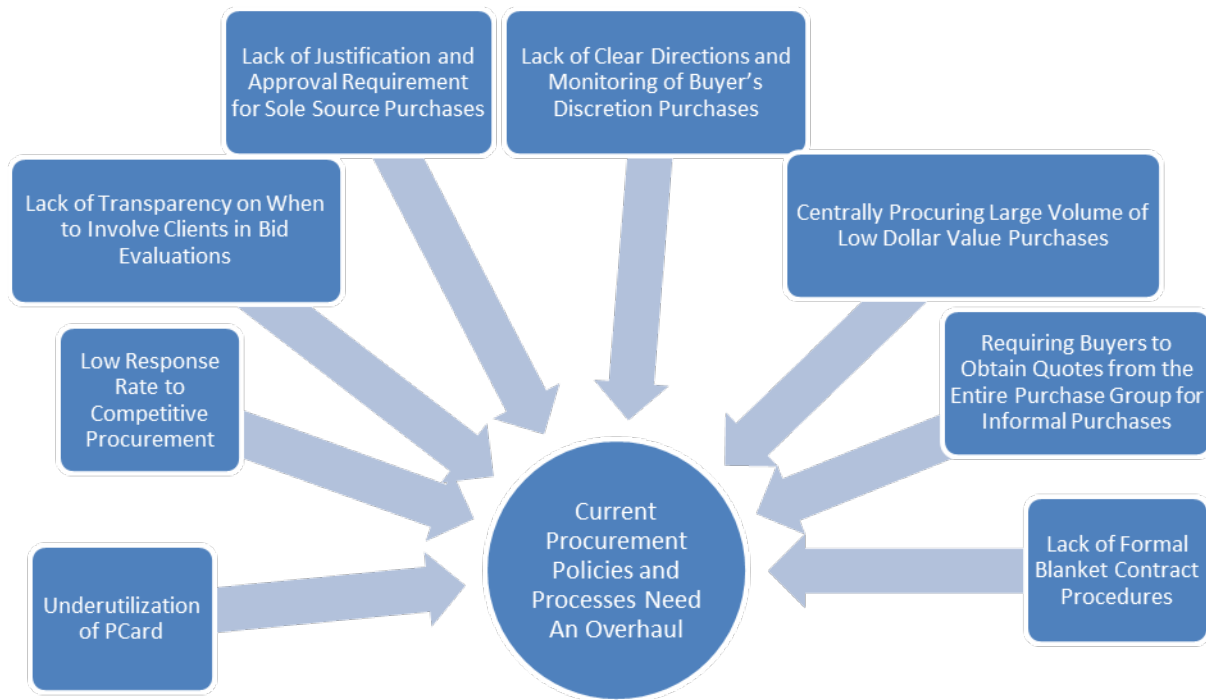 Lack of Justification and
Approval Requirement
for Sole Source Purchases
Lack of Clear Directions and
Monitoring of Buyer’s
Discretion Purchases
Lack of Transparency on When
to Involve Clients in Bid
Evaluations
Centrally Procuring Large Volume of
Low Dollar Value Purchases
Low Response
Rate to
Competitive
Procurement
Requiring Buyers to
Obtain Quotes from the
Entire Purchase Group for
Informal Purchases
Underutilization
of PCard
Current
Procurement
Policies and
Processes Need
An Overhaul
Lack of Formal
Blanket Contract
Procedures